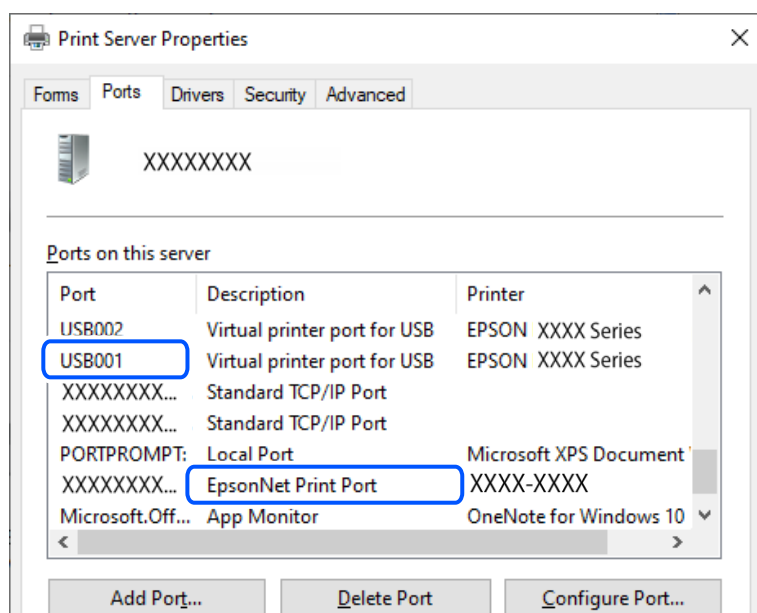 Print Server Properties
Forms Ports Drivers Security Advanced
XXXXXXXX
Ports on this server
Port Description Printer
USB002 Virtual printer port for USB EPSON XXXX Series
USB001 Virtual printer port for USB EPSON XXXX Series
XXXXXXXX... Standard TCP/IP Port
XXXXXXXX... Standard TCP/IP Port
PORTPROMPT: Local Port Microsoft XPS Document
XXXXXXXX... EpsonNet Print Port XXXX-XXXX
Microsoft.Off... App Monitor OneNote for Windows 10
Add Port... Delete Port Configure Port...